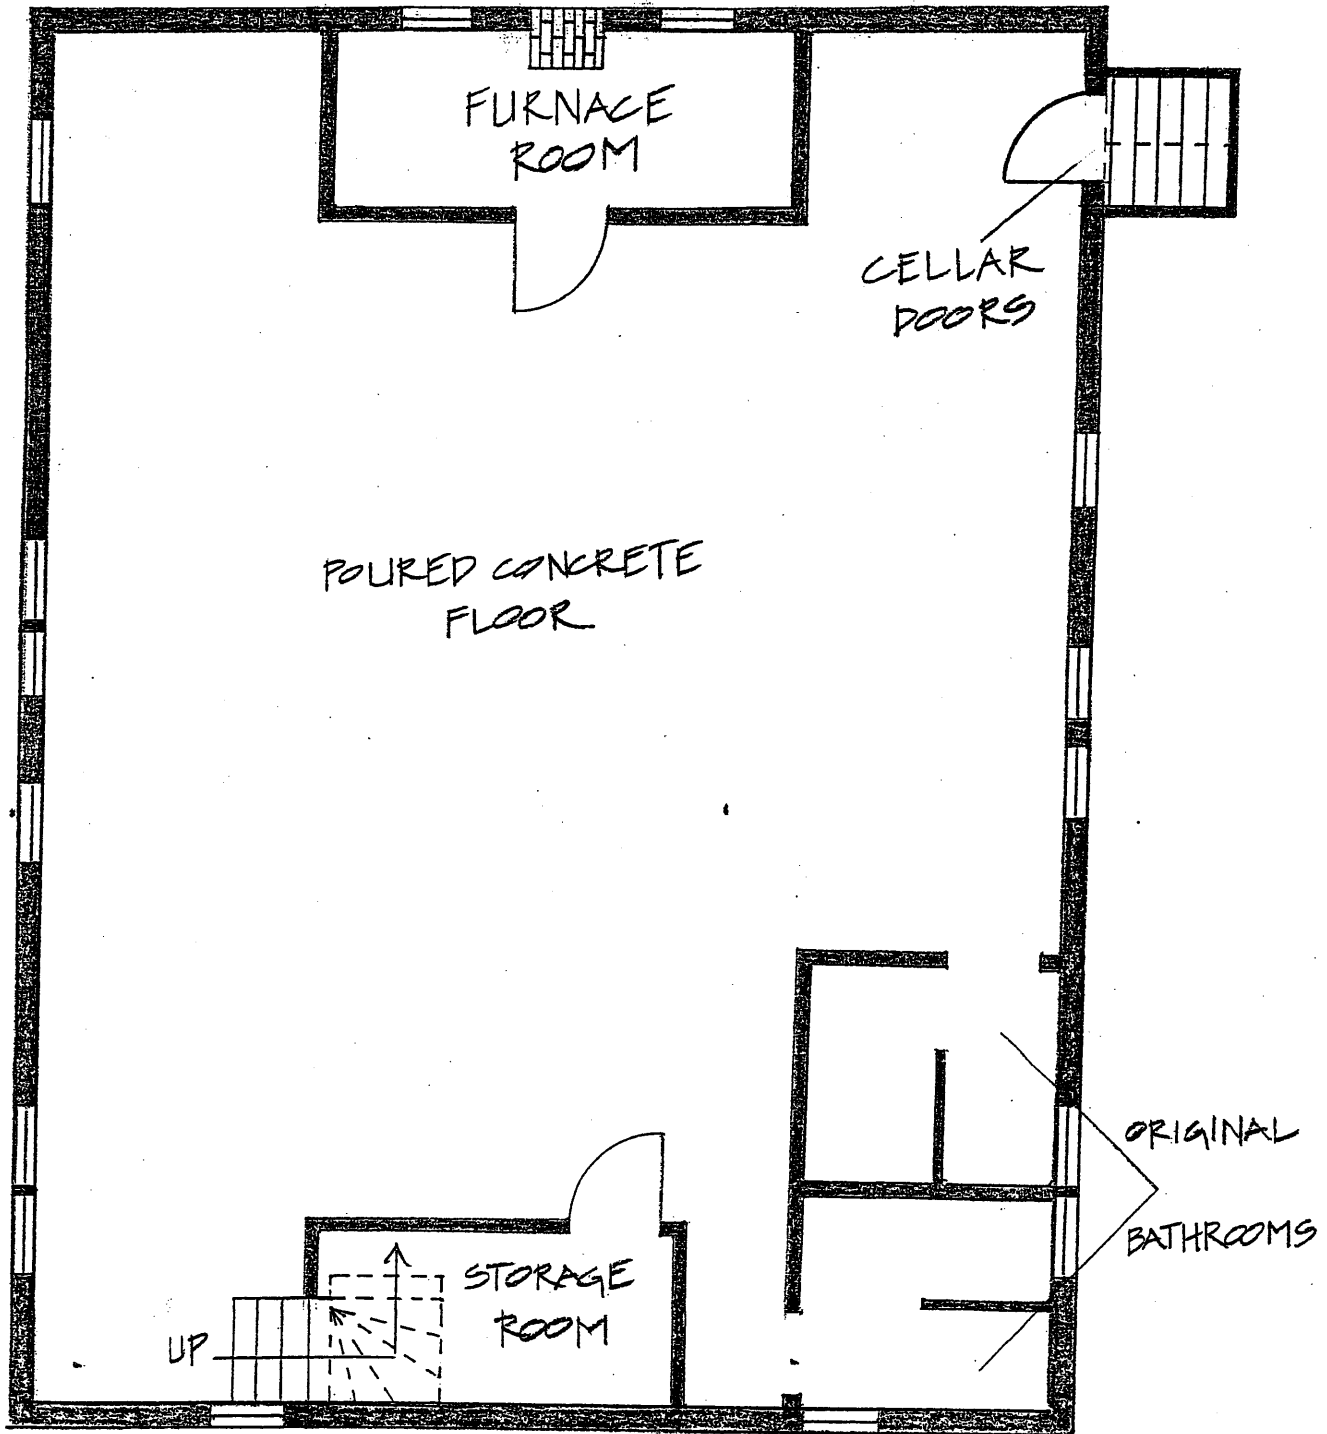 FURNACE
ROOM
CELLAR
DOORS
POURED CONCRETE
FLOOR
ORIGINAL
BATHROOMS
STORAGE
ROOM
UP